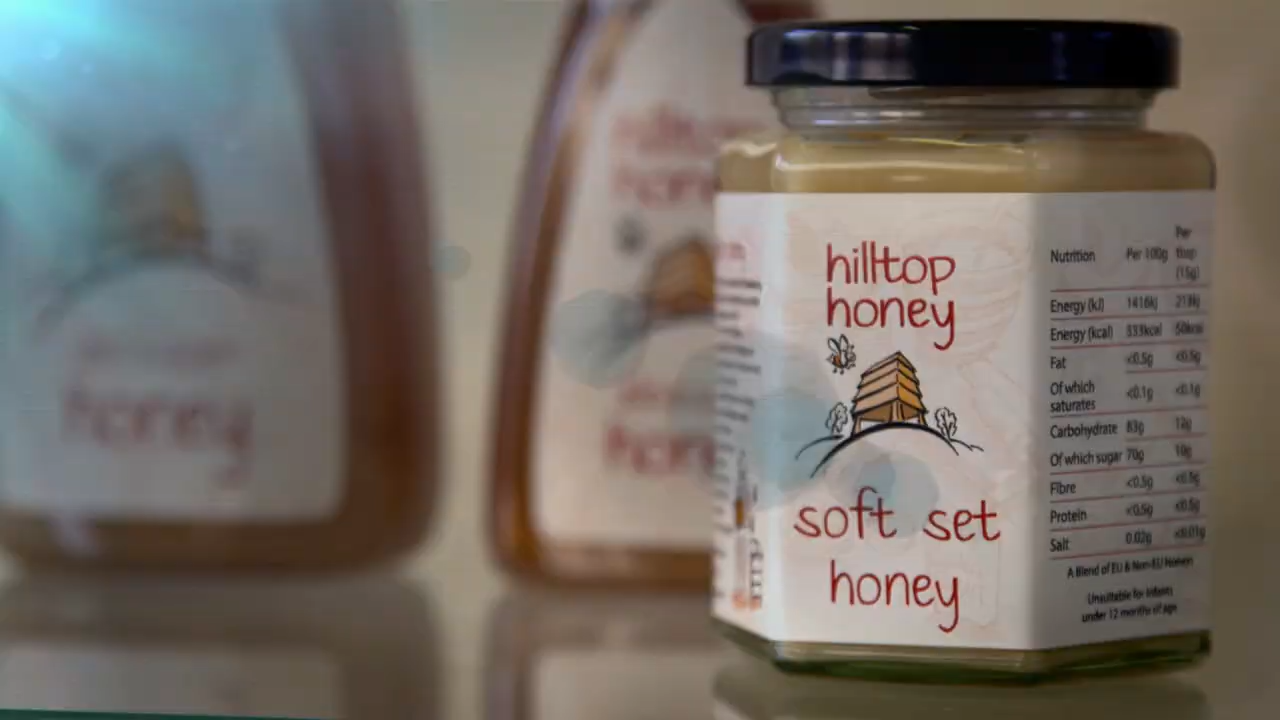 honey
hilltop
honey
soft set
honey
Nutrition Per 100g Per tbsp (15g)
Energy (kJ) 1416kj
Energy (kcal) 333kcal 50kcal
Fat <0.5g <0.5g
Of which
saturates <0.1g <0.1g
Carbohydrate 83g 12g
Of which sugar 70g 10g
Fibre <0.5g <0.5g
Protein <0.5g <0.5g
Salt 0.02g <0.01g
A Blend of EU & Non-EU Honeys
Unsuitable for infants
under 12 months of age